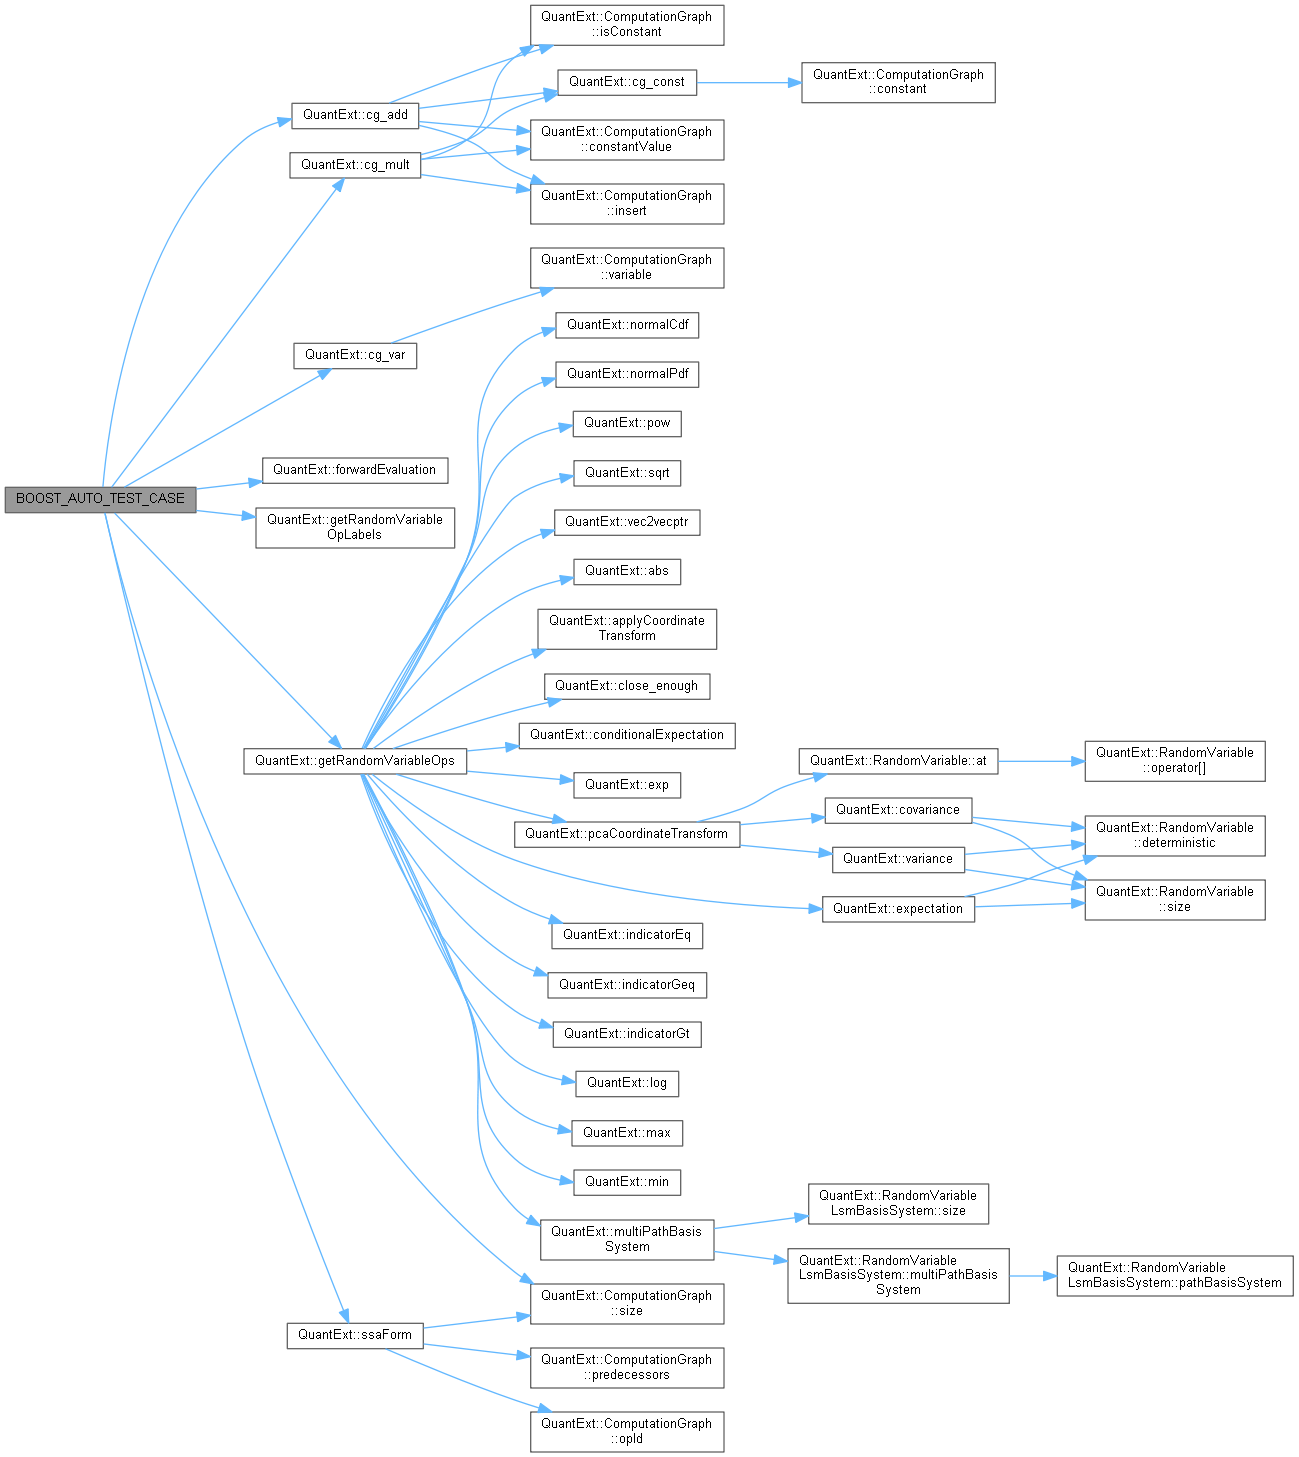 QuantExt::ComputationGraph
::isConstant
QuantExt::cg_const
QuantExt::ComputationGraph
::constant
QuantExt::cg_add
QuantExt::ComputationGraph
::constantValue
QuantExt::cg_mult
QuantExt::ComputationGraph
::insert
QuantExt::ComputationGraph
::variable
QuantExt::normalCdf
QuantExt::cg_var
QuantExt::normalPdf
QuantExt::pow
QuantExt::forwardEvaluation
QuantExt::sqrt
BOOST_AUTO_TEST_CASE
QuantExt::getRandomVariable
OpLabels
QuantExt::vec2vecptr
QuantExt::abs
QuantExt::applyCoordinate
Transform
QuantExt::close_enough
QuantExt::conditionalExpectation
QuantExt::getRandomVariableOps
QuantExt::RandomVariable::at
QuantExt::RandomVariable
::operator[]
QuantExt::exp
QuantExt::covariance
QuantExt::pcaCoordinateTransform
QuantExt::RandomVariable
::deterministic
QuantExt::variance
QuantExt::RandomVariable
::size
QuantExt::expectation
QuantExt::indicatorEq
QuantExt::indicatorGeq
QuantExt::indicatorGt
QuantExt::log
QuantExt::max
QuantExt::min
QuantExt::RandomVariable
LsmBasisSystem::size
QuantExt::multiPathBasis
System
QuantExt::RandomVariable
LsmBasisSystem::multiPathBasis
System
QuantExt::RandomVariable
LsmBasisSystem::pathBasisSystem
QuantExt::ComputationGraph
::size
QuantExt::ssaForm
QuantExt::ComputationGraph
::predecessors
QuantExt::ComputationGraph
::opId